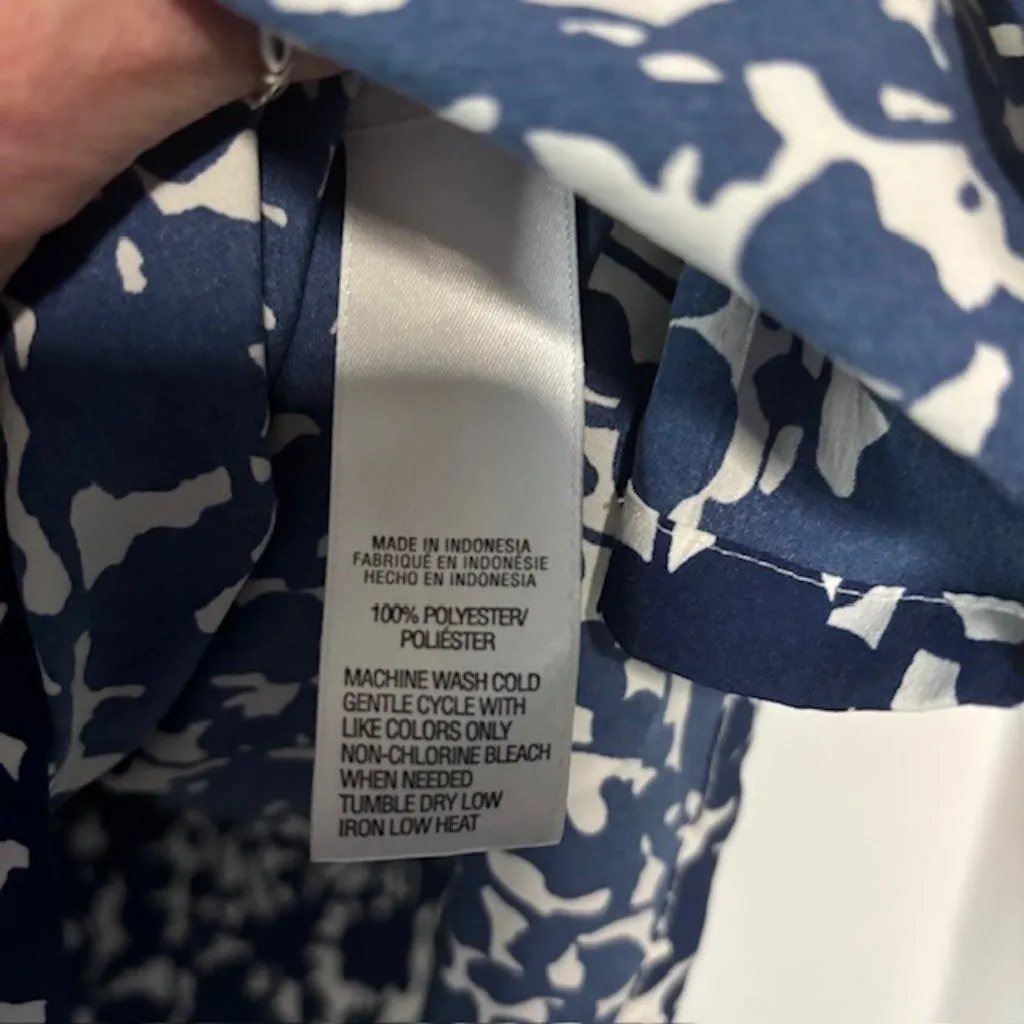 MADE IN INDONESIA
FABRIQUÉ EN INDONÉSIE
HECHO EN INDONESIA
100% POLYESTER/
POLIÉSTER
MACHINE WASH COLD
GENTLE CYCLE WITH
LIKE COLORS ONLY
NON-CHLORINE BLEACH
WHEN NEEDED
TUMBLE DRY LOW
IRON LOW HEAT